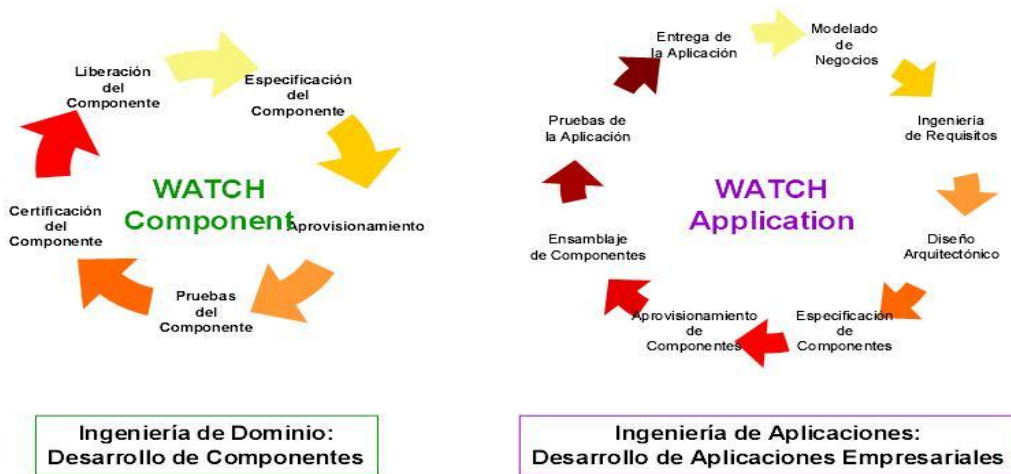 Liberación
del
Componente
Especificación
del
Componente
Aprovisionamiento
Pruebas
del
Componente
Certificación
del
Componente
WATCH
Component
Ingeniería de Dominio:
Desarrollo de Componentes
Entrega de
la Aplicación
Modelado
de
Negocios
Ingeniería
de Requisitos
Diseño
Arquitectónico
Especificación
de
Componentes
Aprovisionamiento
de
Componentes
Ensamblaje
de Componentes
Pruebas de
la Aplicación
WATCH
Application
Ingeniería de Aplicaciones:
Desarrollo de Aplicaciones Empresariales